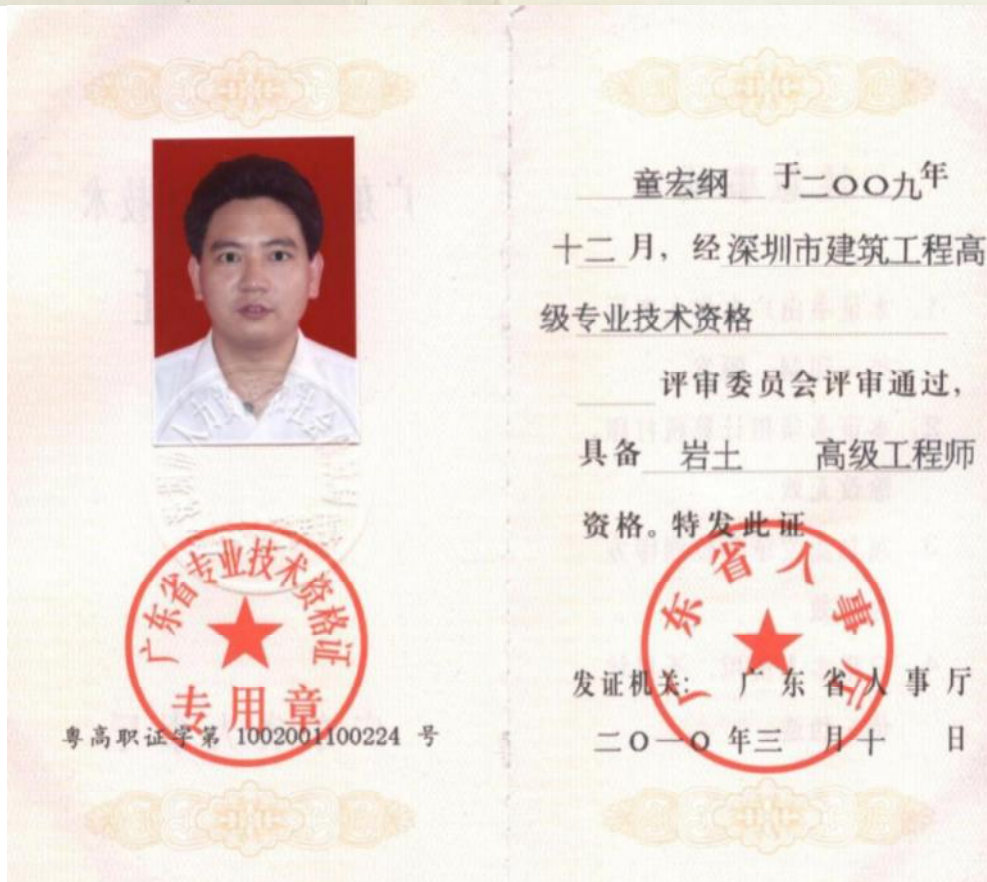 广东省专业技术资格证
专用章
粤高职证字第 1002001100224 号
童宏纲 于二〇〇九年
十二月，经深圳市建筑工程高
级专业技术资格
评审委员会评审通过，
具备 岩土 高级工程师
资格。特发此证
广东省人事厅
发证机关： 广东省人事厅
二〇一〇年三月十日